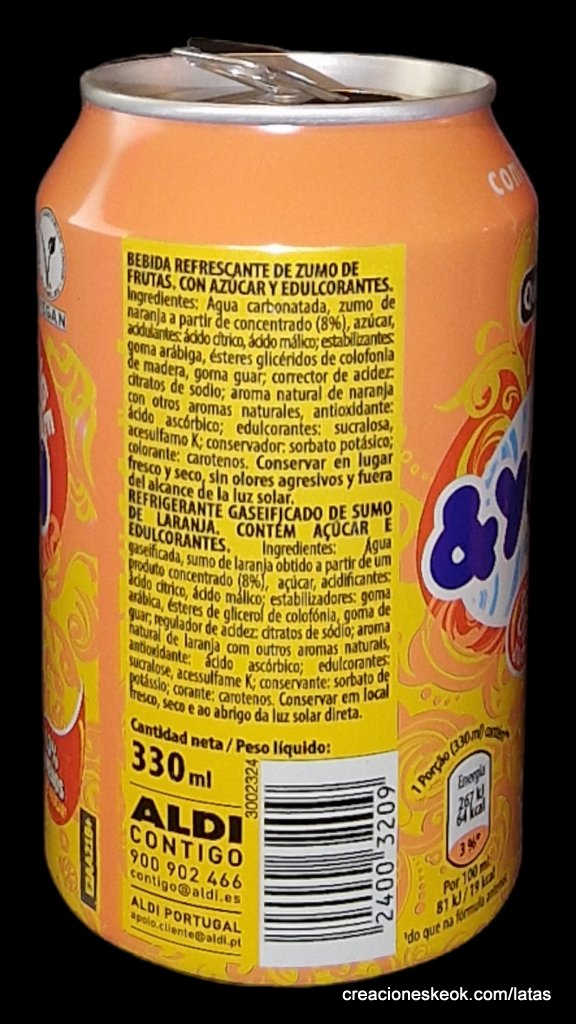 BEBIDA REFRESCANTE DE ZUMO DE
FRUTAS. CON AZÚCAR Y EDULCORANTES.
Ingredientes: Agua carbonatada, zumo de
naranja a partir de concentrado (8%), azúcar,
acidulantes: ácido cítrico, ácido málico; estabilizantes:
goma arábiga, ésteres glicéridos de colofonia
de madera, goma guar; corrector de acidez:
citratos de sodio; aroma natural de naranja
con otros aromas naturales, antioxidante:
ácido ascórbico; edulcorantes: sucralosa,
acesulfamo K; conservador: sorbato potásico;
colorante: carotenos. Conservar en lugar
fresco y seco, sin olores agresivos y fuera
del alcance de la luz solar.
REFRIGERANTE GASEIFICADO DE SUMO
DE LARANJA. CONTÉM AÇÚCAR E
EDULCORANTES. Ingredientes: Água
gaseificada, sumo de laranja obtido a partir de um
produto concentrado (8%), açúcar, acidificantes:
ácido cítrico, ácido málico; estabilizadores: goma
arábica, ésteres de glicerol de colofónia, goma de
guar; regulador de acidez: citratos de sódio; aroma
natural de laranja com outros aromas naturais,
antioxidante: ácido ascórbico; edulcorantes:
sucralose, acessulfame K; conservante: sorbato de
potássio; corante: carotenos. Conservar em local
fresco, seco e ao abrigo da luz solar direta.
Cantidad neta / Peso líquido:
330 ml
3002324
ALDI
CONTIGO
900 902 466
contigo@aldi.es
ALDI PORTUGAL
apoio.cliente@aldi.pt
2400 3209
con
&y
1 Porção (330 ml) contém
Energia
267 kJ
64 kcal
3 %*
Por 100 ml:
81 kJ / 19 kcal
¹do que na fórmula
creacioneskeok.com/latas